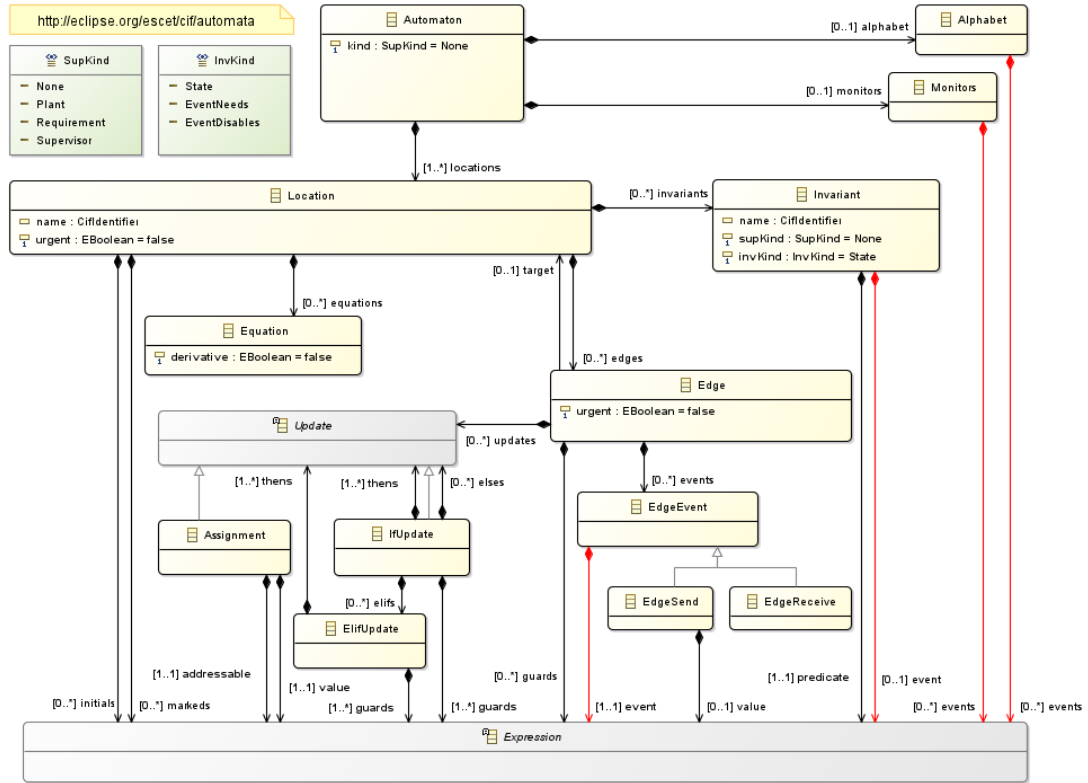 http://eclipse.org/escet/cif/automata
Automaton
kind : SupKind = None
[0..1] alphabet
Alphabet
SupKind
None
Plant
Requirement
Supervisor
InvKind
State
EventNeeds
EventDisables
[0..1] monitors
Monitors
[1..*] locations
Location
name : CifIdentifier
urgent : EBoolean = false
[0..*] invariants
Invariant
name : CifIdentifier
supKind : SupKind = None
invKind : InvKind = State
[0..1] target
[0..*] equations
Equation
derivative : EBoolean = false
[0..*] edges
Edge
urgent : EBoolean = false
Update
[0..*] updates
[1..*] thens
[1..*] thens
[0..*] elses
[0..*] events
EdgeEvent
Assignment
IfUpdate
[0..*] elifs
ElifUpdate
EdgeSend
EdgeReceive
[1..1] addressable
[1..1] value
[0..*] guards
[1..1] predicate
[0..1] event
[0..*] initials
[0..*] markeds
[1..*] guards
[1..*] guards
[1..1] event
[0..1] value
[0..*] events
[0..*] events
Expression